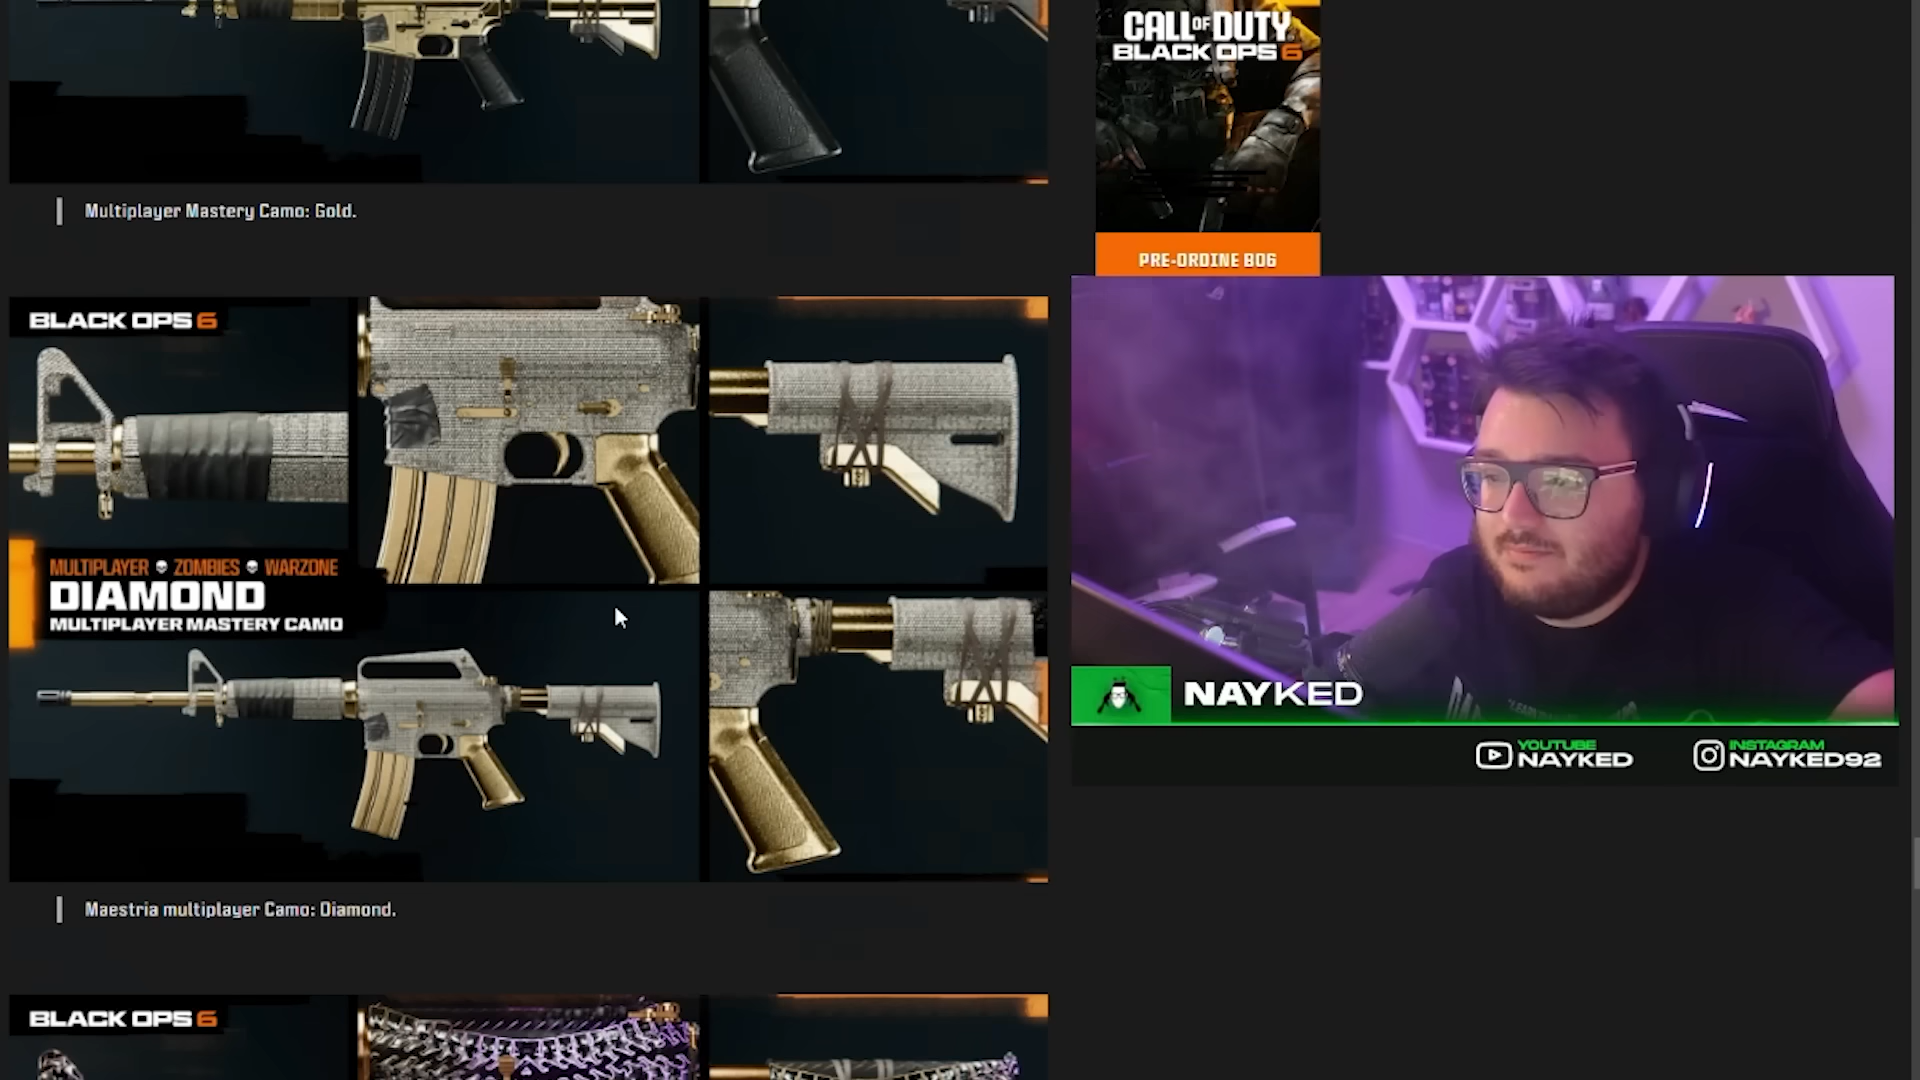 CALL OF DUTY
BLACK OPS 6
PRE-ORDINE BO6
Multiplayer Mastery Camo: Gold.
BLACK OPS 6
MULTIPLAYER ZOMBIES WARZONE
DIAMOND
MULTIPLAYER MASTERY CAMO
Maestria multiplayer Camo: Diamond.
BLACK OPS 6
NAYKED
YOUTUBE
NAYKED
INSTAGRAM
NAYKED92